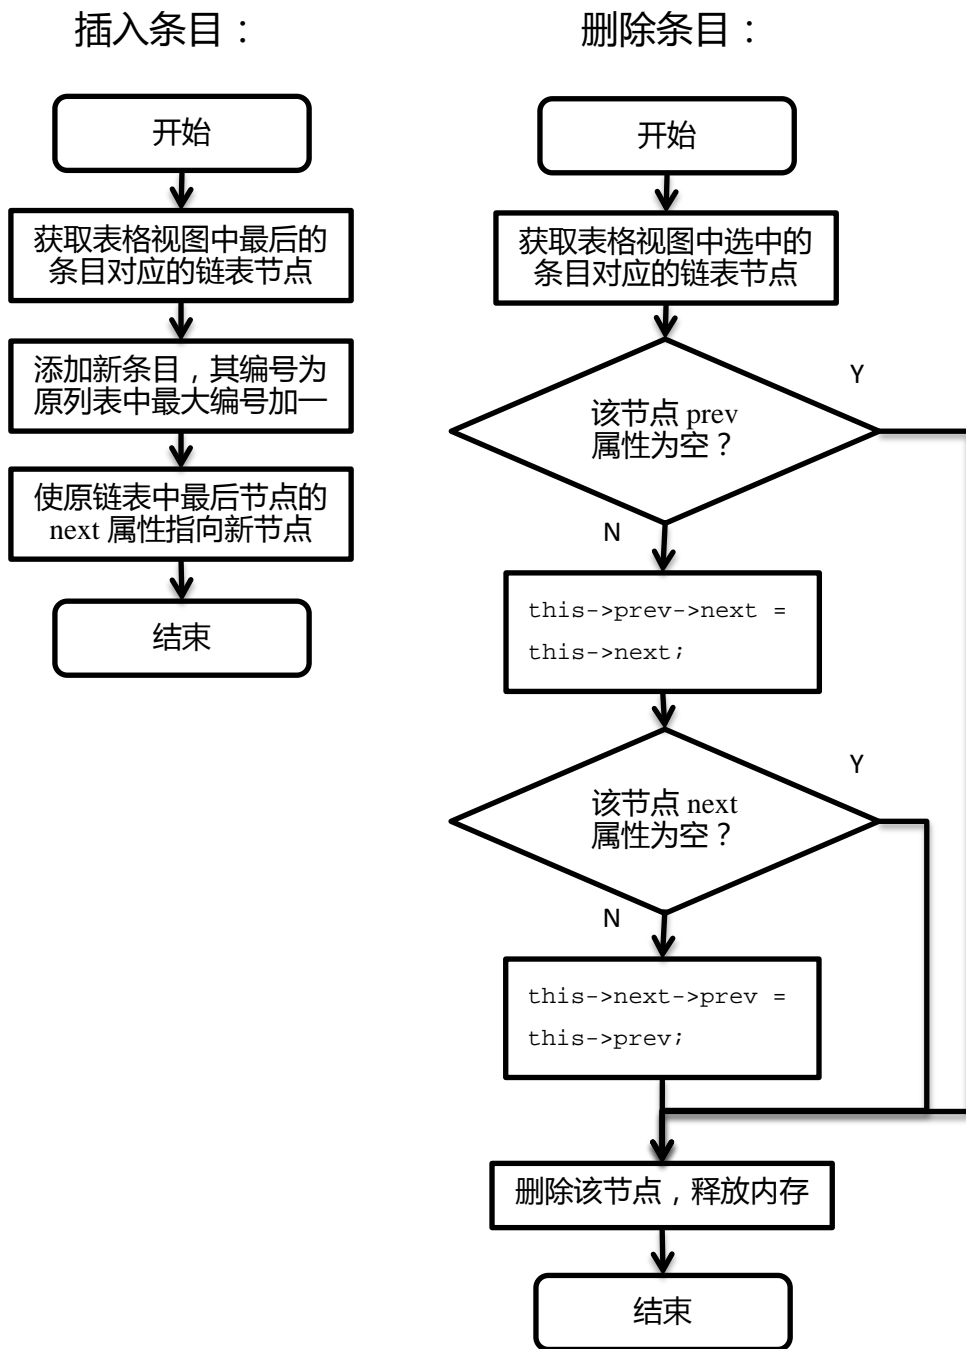 插入条目：
开始
获取表格视图中最后的
条目对应的链表节点
添加新条目，其编号为
原列表中最大编号加一
使原链表中最后节点的
next 属性指向新节点
结束
删除条目：
开始
获取表格视图中选中的
条目对应的链表节点
该节点 prev
属性为空？
Y
N
this->prev->next =
this->next;
该节点 next
属性为空？
Y
N
this->next->prev =
this->prev;
删除该节点，释放内存
结束